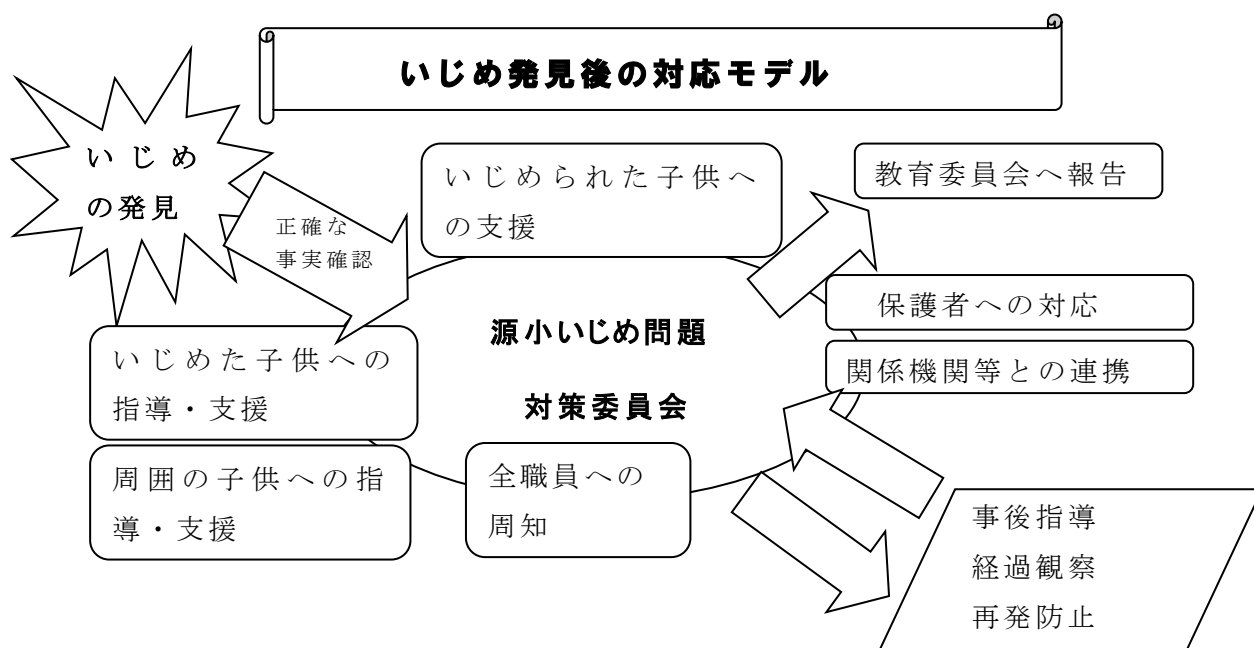 いじめ発見後の対応モデル
いじめ
の発見
正確な
事実確認
いじめられた子供へ
の支援
教育委員会へ報告
保護者への対応
関係機関等との連携
源小いじめ問題
対策委員会
いじめた子供への
指導・支援
周囲の子供への指
導・支援
全職員への
周知
事後指導
経過観察
再発防止